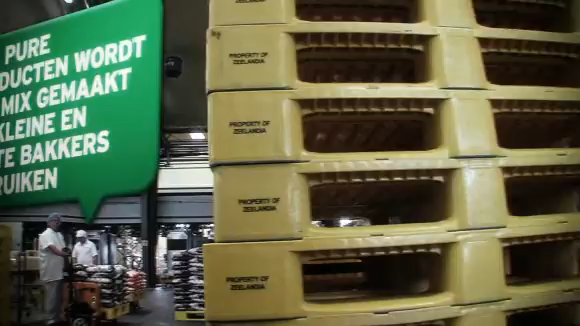 PURE
DUCTEN WORDT
MIX GEMAAKT
KLEINE EN
TE BAKKERS
RUIKEN
PROPERTY OF
ZEELANDIA
PROPERTY OF
ZEELANDIA
PROPERTY OF
ZEELANDIA
PROPERTY OF
ZEELANDIA